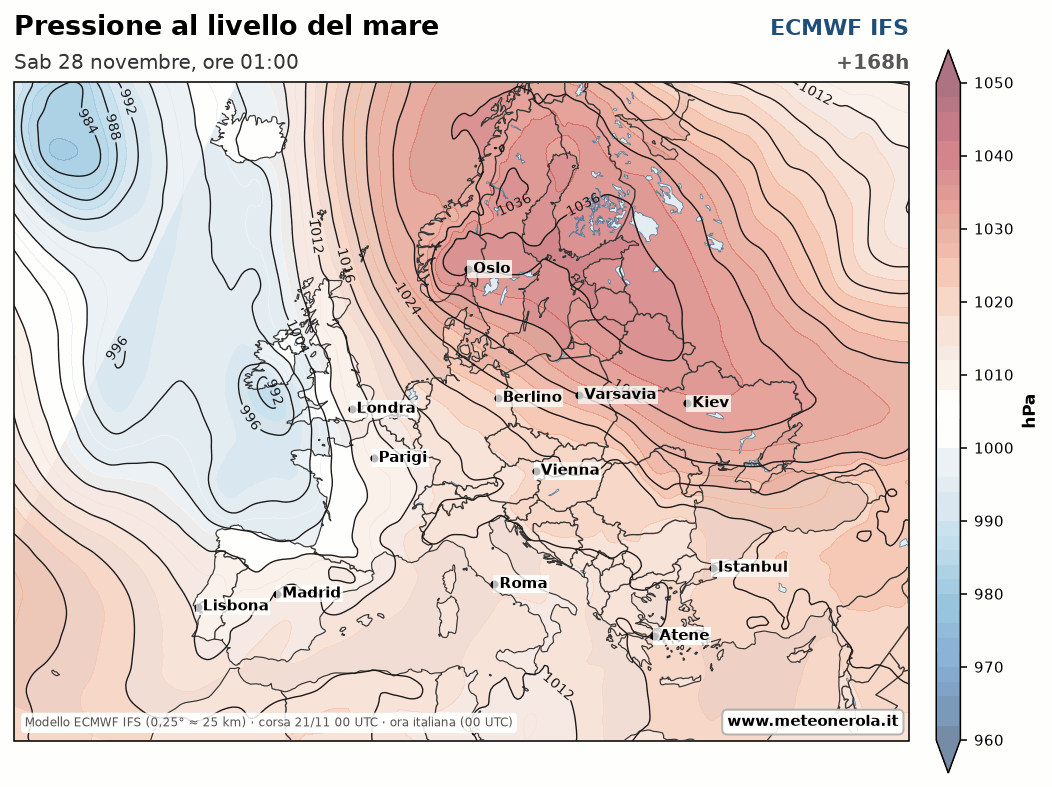 Pressione al livello del mare
ECMWF IFS
Sab 28 novembre, ore 01:00
+168h
1012
992
988
984
1036
1036
1012
1016
1024
Oslo
1004
996
992
996
Londra
Berlino
Varsavia
Kiev
Parigi
Vienna
Istanbul
Roma
Madrid
Lisbona
Atene
1012
Modello ECMWF IFS (0,25° ≈ 25 km) · corsa 21/11 00 UTC · ora italiana (00 UTC)
www.meteonerola.it
1050
1040
1030
1020
1010
1000
990
980
970
960
hPa